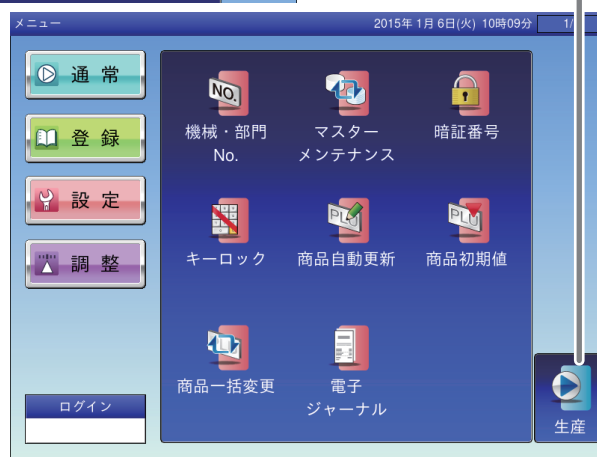 メニュー
2015年 1月 6日(火) 10時09分
1/
通 常
登 録
設 定
調 整
NO.
機械・部門
No.
マスター
メンテナンス
暗証番号
キーロック
PLU
商品自動更新
PLU
商品初期値
商品一括変更
電子
ジャーナル
ログイン
生産